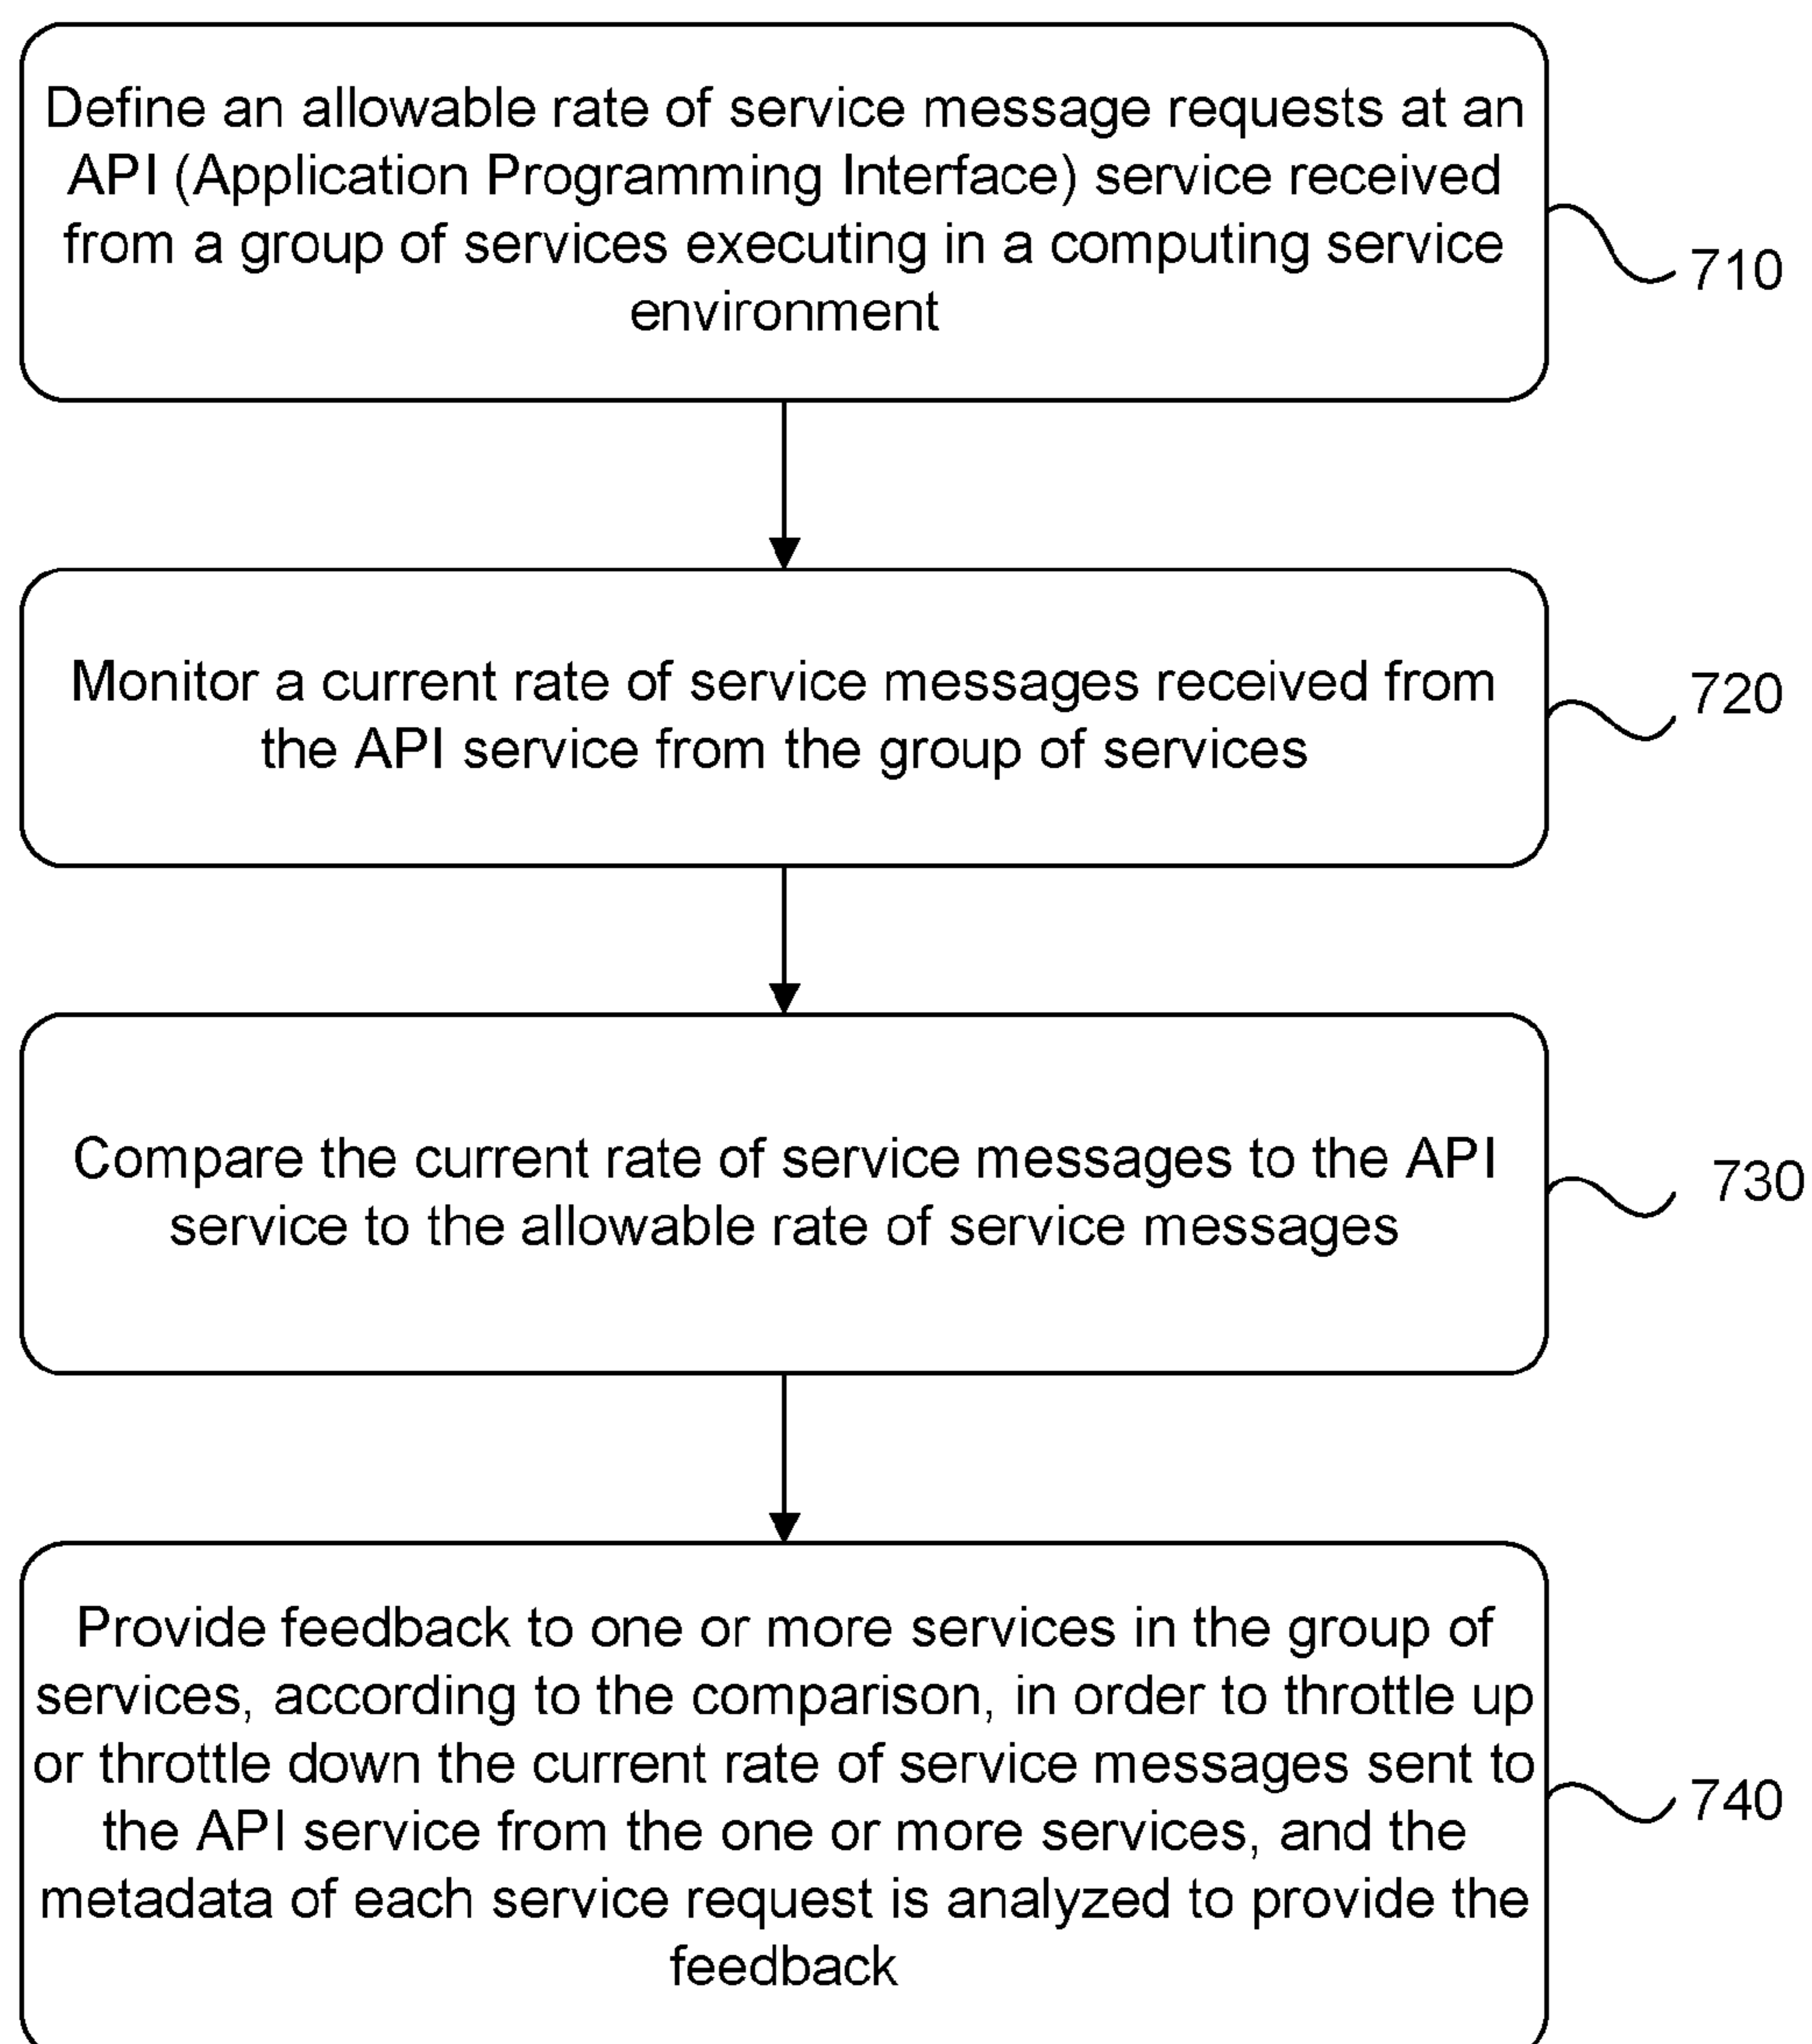 Define an allowable rate of service message requests at an
API (Application Programming Interface) service received
from a group of services executing in a computing service
environment
710
Monitor a current rate of service messages received from
the API service from the group of services
720
Compare the current rate of service messages to the API
service to the allowable rate of service messages
730
Provide feedback to one or more services in the group of
services, according to the comparison, in order to throttle up
or throttle down the current rate of service messages sent to
the API service from the one or more services, and the
metadata of each service request is analyzed to provide the
feedback
740